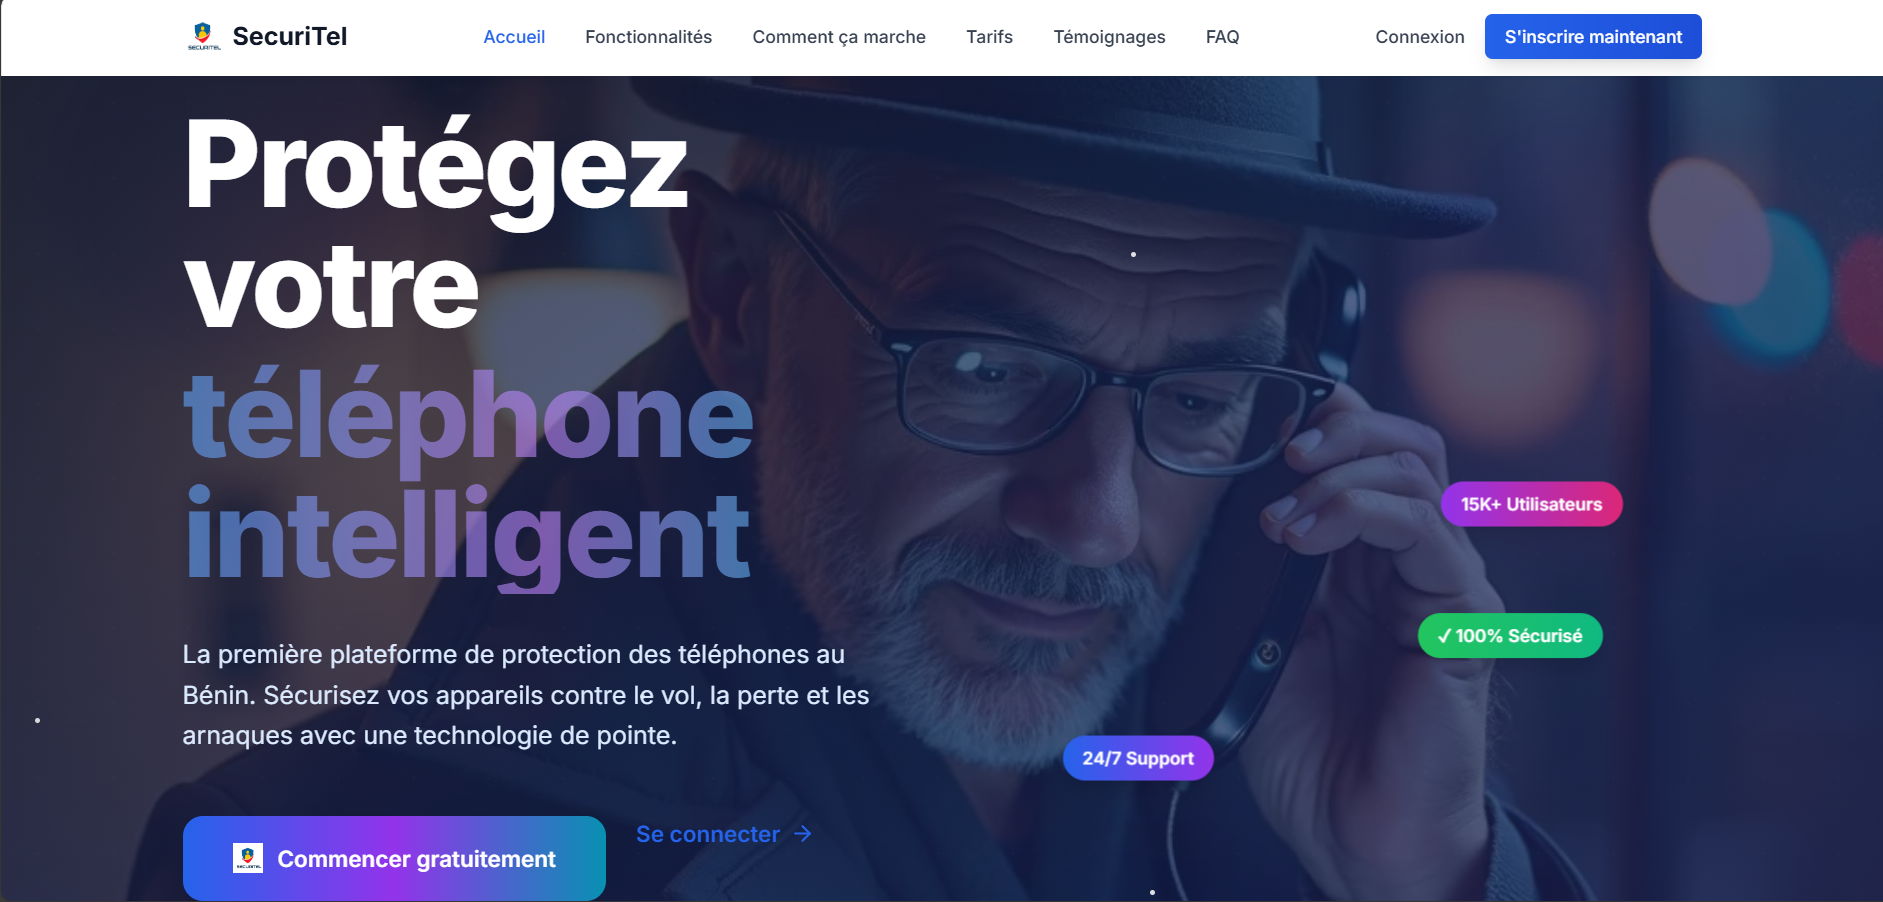 SECURITEL
SecuriTel
Accueil
Fonctionnalités
Comment ça marche
Tarifs
Témoignages
FAQ
Connexion
S'inscrire maintenant
Protégez
votre
téléphone
intelligent
La première plateforme de protection des téléphones au
Bénin. Sécurisez vos appareils contre le vol, la perte et les
arnaques avec une technologie de pointe.
15K+ Utilisateurs
✓ 100% Sécurisé
24/7 Support
SECURITEL
Commencer gratuitement
Se connecter →